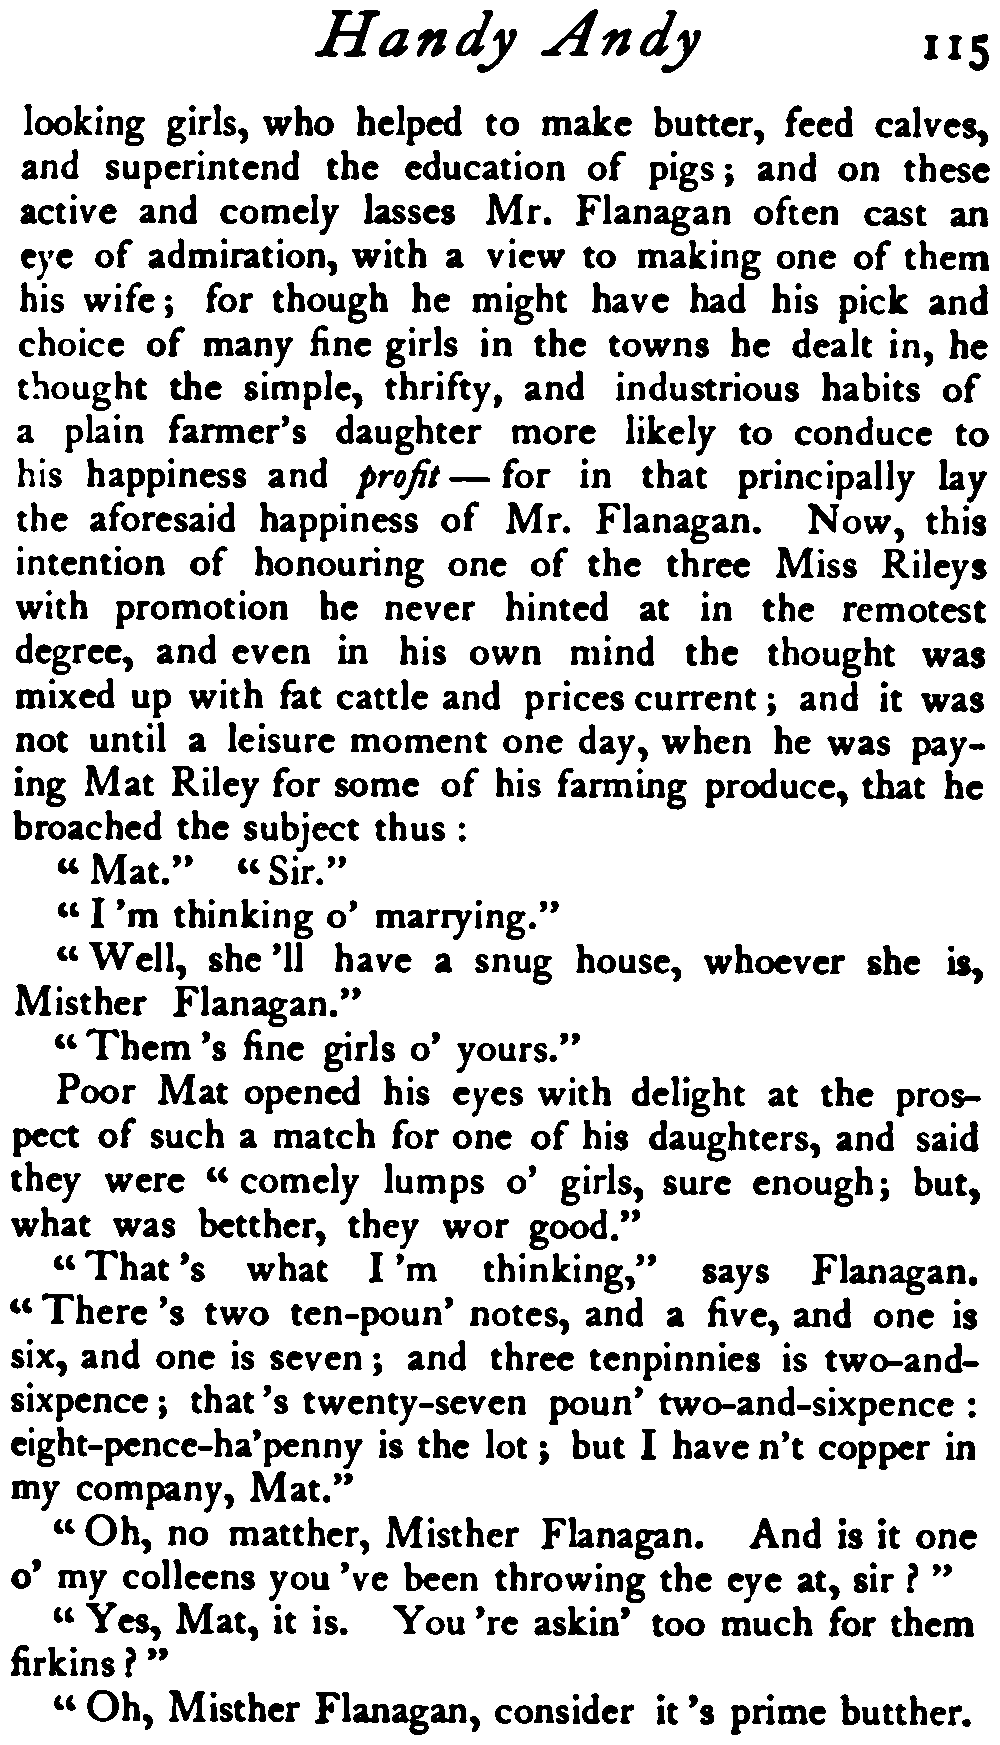 Handy Andy 115
looking girls, who helped to make butter, feed calves,
and superintend the education of pigs; and on these
active and comely lasses Mr. Flanagan often cast an
eye of admiration, with a view to making one of them
his wife; for though he might have had his pick and
choice of many fine girls in the towns he dealt in, he
thought the simple, thrifty, and industrious habits of
a plain farmer's daughter more likely to conduce to
his happiness and profit — for in that principally lay
the aforesaid happiness of Mr. Flanagan. Now, this
intention of honouring one of the three Miss Rileys
with promotion he never hinted at in the remotest
degree, and even in his own mind the thought was
mixed up with fat cattle and prices current; and it was
not until a leisure moment one day, when he was pay-
ing Mat Riley for some of his farming produce, that he
broached the subject thus:
"Mat." "Sir."
"I'm thinking o' marrying."
"Well, she'll have a snug house, whoever she is,
Misther Flanagan."
"Them's fine girls o' yours."
Poor Mat opened his eyes with delight at the pros-
pect of such a match for one of his daughters, and said
they were "comely lumps o' girls, sure enough; but,
what was betther, they wor good."
"That's what I'm thinking," says Flanagan.
"There's two ten-poun' notes, and a five, and one is
six, and one is seven; and three tenpinnies is two-and-
sixpence; that's twenty-seven poun' two-and-sixpence:
eight-pence-ha'penny is the lot; but I haven't copper in
my company, Mat."
"Oh, no matther, Misther Flanagan. And is it one
o' my colleens you've been throwing the eye at, sir?"
"Yes, Mat, it is. You're askin' too much for them
firkins?"
"Oh, Misther Flanagan, consider it's prime butther.